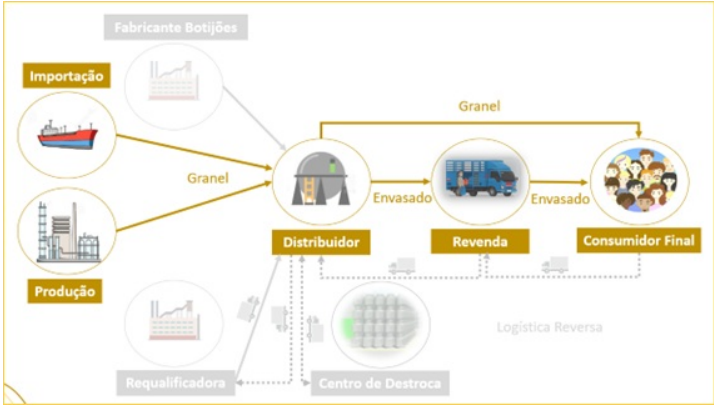 Fabricante Botijões
Importação
Granel
Granel
Envasado
Envasado
Distribuidor
Revenda
Consumidor Final
Produção
Logística Reversa
Requalificadora
Centro de Destroca